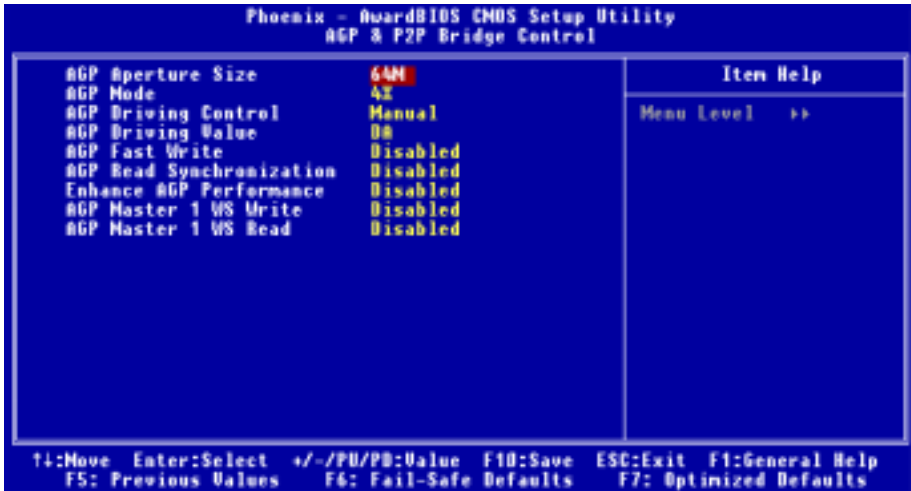 Phoenix - AwardBIOS CMOS Setup Utility
AGP & P2P Bridge Control
AGP Aperture Size 64M
AGP Mode 4X
AGP Driving Control Manual
AGP Driving Value DA
AGP Fast Write Disabled
AGP Read Synchronization Disabled
Enhance AGP Performance Disabled
AGP Master 1 WS Write Disabled
AGP Master 1 WS Read Disabled
Item Help
Menu Level ►►
↑↓:Move Enter:Select +/-/PU/PD:Value F10:Save ESC:Exit F1:General Help
F5: Previous Values F6: Fail-Safe Defaults F7: Optimized Defaults